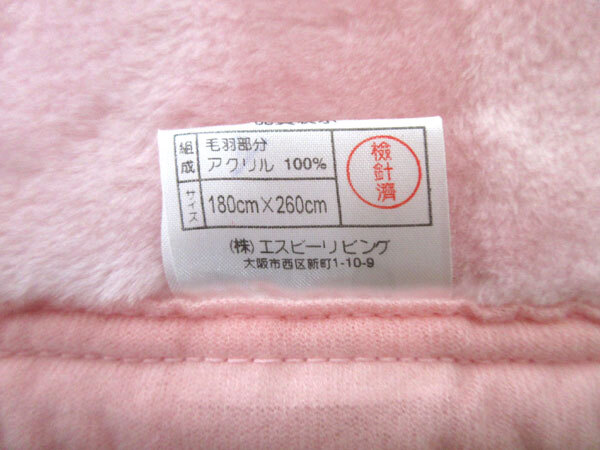 組成
毛羽部分
アクリル 100%
サイズ
180cm×260cm
検針済
(株)エスビーリビング
大阪市西区新町1-10-9